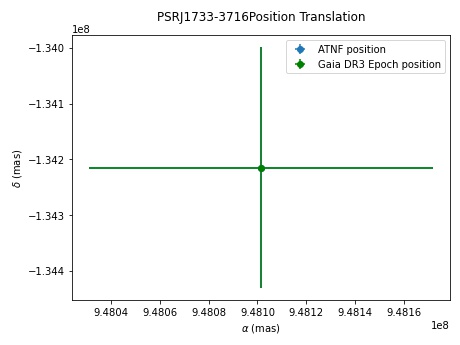 PSRJ1733-3716Position Translation
1e8
ATNF position
Gaia DR3 Epoch position
−1.340
−1.341
−1.342
−1.343
−1.344
δ (mas)
9.4804 9.4806 9.4808 9.4810 9.4812 9.4814 9.4816
α (mas)
1e8